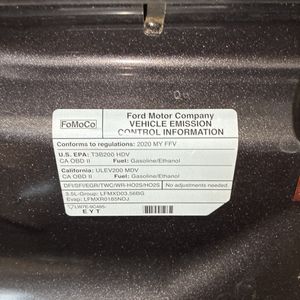 FoMoCo
Ford Motor Company
VEHICLE EMISSION
CONTROL INFORMATION
Conforms to regulations: 2020 MY FFV
U.S. EPA: T3B200 HDV
CA OBD II Fuel: Gasoline/Ethanol
California: ULEV200 MDV
CA OBD II Fuel: Gasoline/Ethanol
DFI/SFI/EGR/TWC/WR-HO2S/HO2S No adjustments needed.
3.5L-Group: LFMXD03.56BG
Evap: LFMXR0185NOJ
EYT